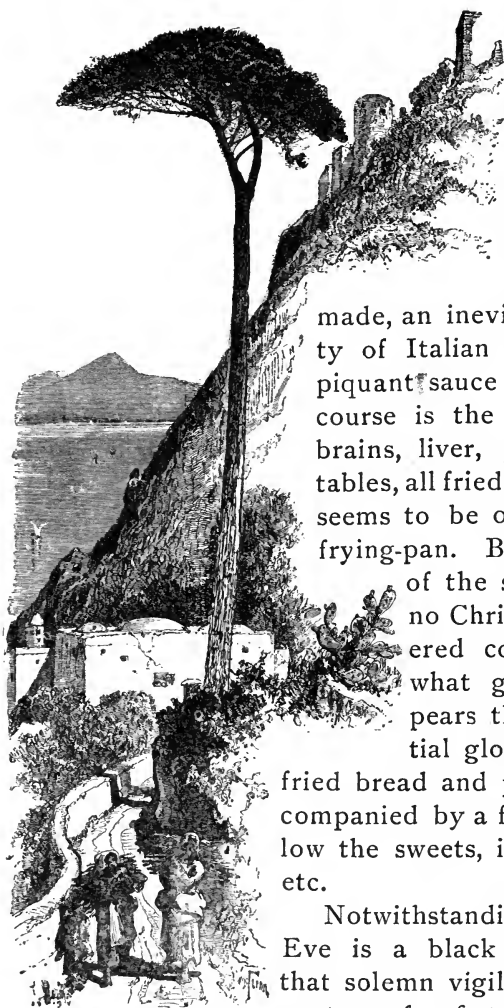 made, an inevi
ty of Italian
piquant sauce
course is the
brains, liver,
tables, all fried
seems to be o
frying-pan. B
of the s
no Chri
ered co
what g
pears t
tial glo
fried bread and
companied by a f
low the sweets, i
etc.
Notwithstandi
Eve is a black
that solemn vigil